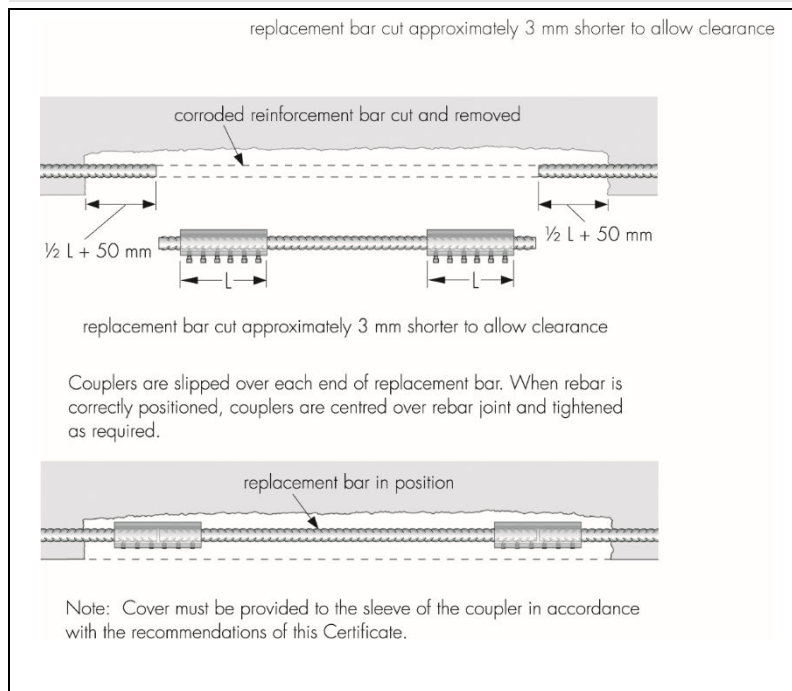 replacement bar cut approximately 3 mm shorter to allow clearance
corroded reinforcement bar cut and removed
½ L + 50 mm
½ L + 50 mm
L
L
replacement bar cut approximately 3 mm shorter to allow clearance
Couplers are slipped over each end of replacement bar. When rebar is
correctly positioned, couplers are centred over rebar joint and tightened
as required.
replacement bar in position
Note: Cover must be provided to the sleeve of the coupler in accordance
with the recommendations of this Certificate.